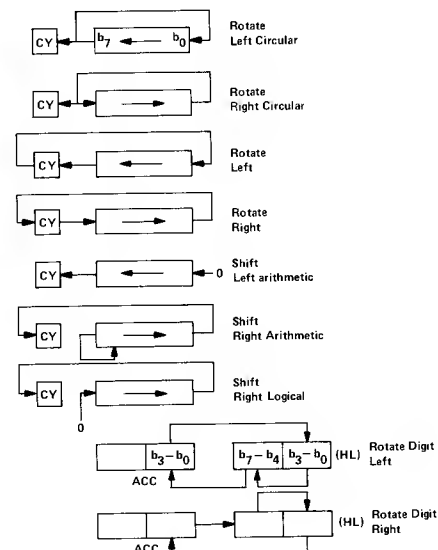 Rotate
Left Circular
CY
b7
b0
Rotate
Right Circular
CY
Rotate
Left
CY
Rotate
Right
CY
Shift
Left arithmetic
CY
0
Shift
Right Arithmetic
CY
Shift
Right Logical
CY
0
b3–b0
b7–b4
b3–b0
(HL)
Rotate Digit
Left
ACC
(HL)
Rotate Digit
Right
ACC